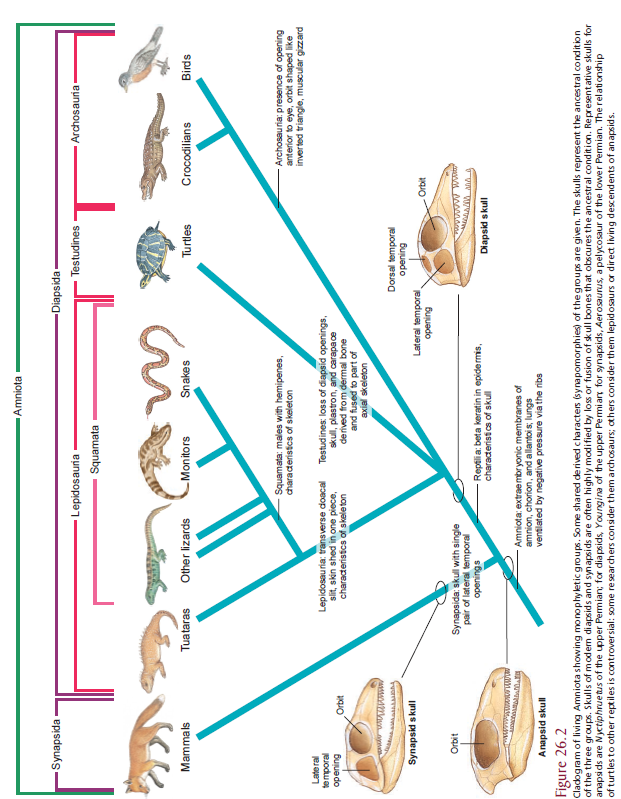 Amniota
Synapsida
Diapsida
Lepidosauria
Testudines
Archosauria
Squamata
Mammals
Tuataras
Other lizards
Monitors
Snakes
Turtles
Crocodilians
Birds
Archosauria: presence of opening
anterior to eye, orbit shaped like
inverted triangle, muscular gizzard
Squamata: males with hemipenes,
characteristics of skeleton
Testudines: loss of diapsid openings,
skull, plastron, and carapace
derived from dermal bone
and fused to part of
axial skeleton
Lepidosauria: transverse cloacal
slit, skin shed in one piece,
characteristics of skeleton
Dorsal temporal
opening
Orbit
Lateral temporal
opening
Diapsid skull
Reptilia: beta keratin in epidermis,
characteristics of skull
Synapsida: skull with single
pair of lateral temporal
openings
Amniota: extraembryonic membranes of
amnion, chorion, and allantois; lungs
ventilated by negative pressure via the ribs
Lateral
temporal
opening
Orbit
Synapsid skull
Orbit
Anapsid skull
Figure 26.2
Cladogram of living Amniota showing monophyletic groups. Some shared derived characters (synapomorphies) of the groups are given. The skulls represent the ancestral condition
of the three groups. Skulls of modern diapsids and synapsids are often highly modified by loss or fusion of skull bones that obscures the ancestral condition. Representative skulls for
anapsids are Nyctiphruetus of the upper Permian; for diapsids, Youngina of the upper Permian; for synapsids, Aerosaurus, a pelycosaur of the lower Permian. The relationship
of turtles to other reptiles is controversial: some researchers consider them archosaurs; others consider them lepidosaurs or direct living descendents of anapsids.